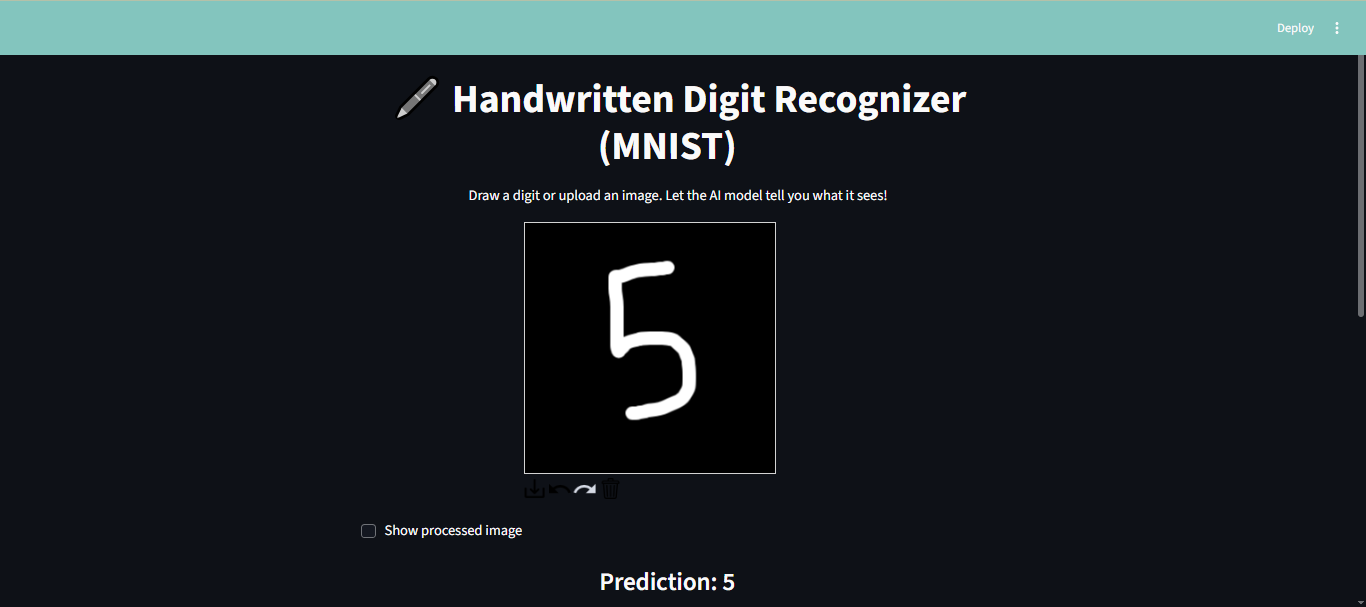 Deploy
Handwritten Digit Recognizer
(MNIST)
Draw a digit or upload an image. Let the AI model tell you what it sees!
5
Show processed image
Prediction: 5